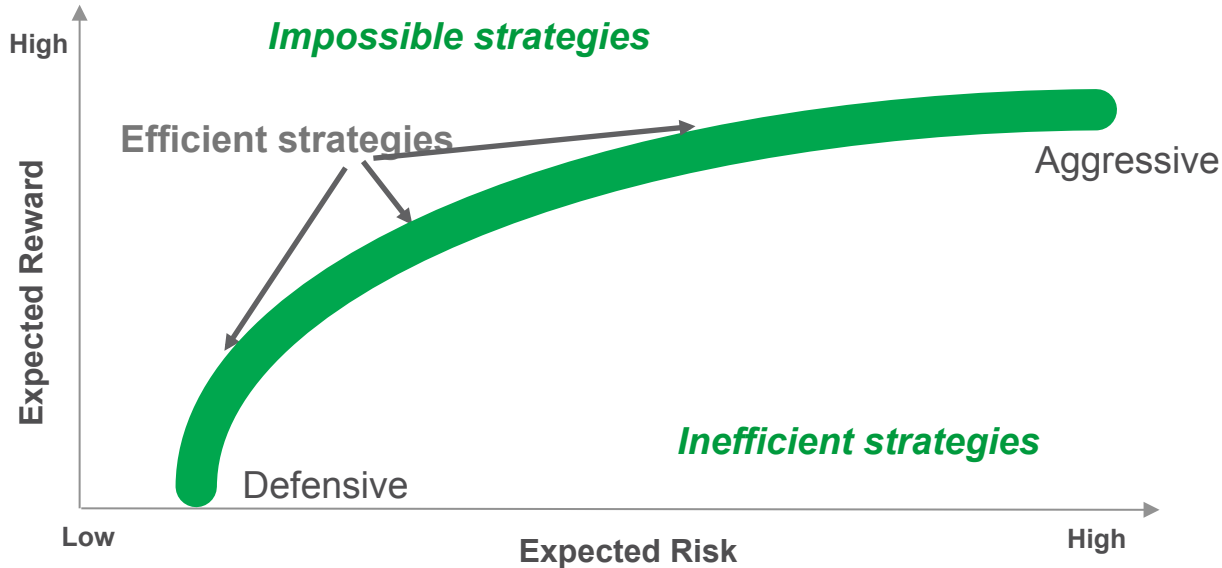 High
Impossible strategies
Efficient strategies
Aggressive
Expected Reward
Inefficient strategies
Defensive
Low
Expected Risk
High